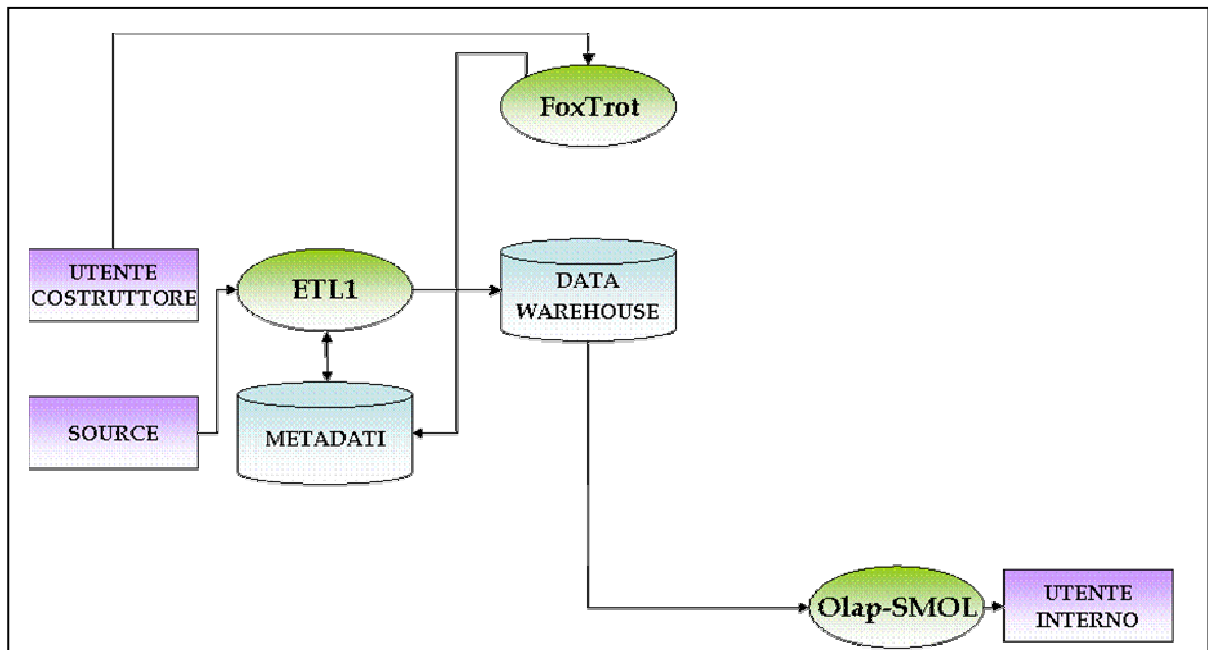 FoxTrot
UTENTE
COSTRUTTORE
ETL1
DATA
WAREHOUSE
SOURCE
METADATI
Olap-SMOL
UTENTE
INTERNO